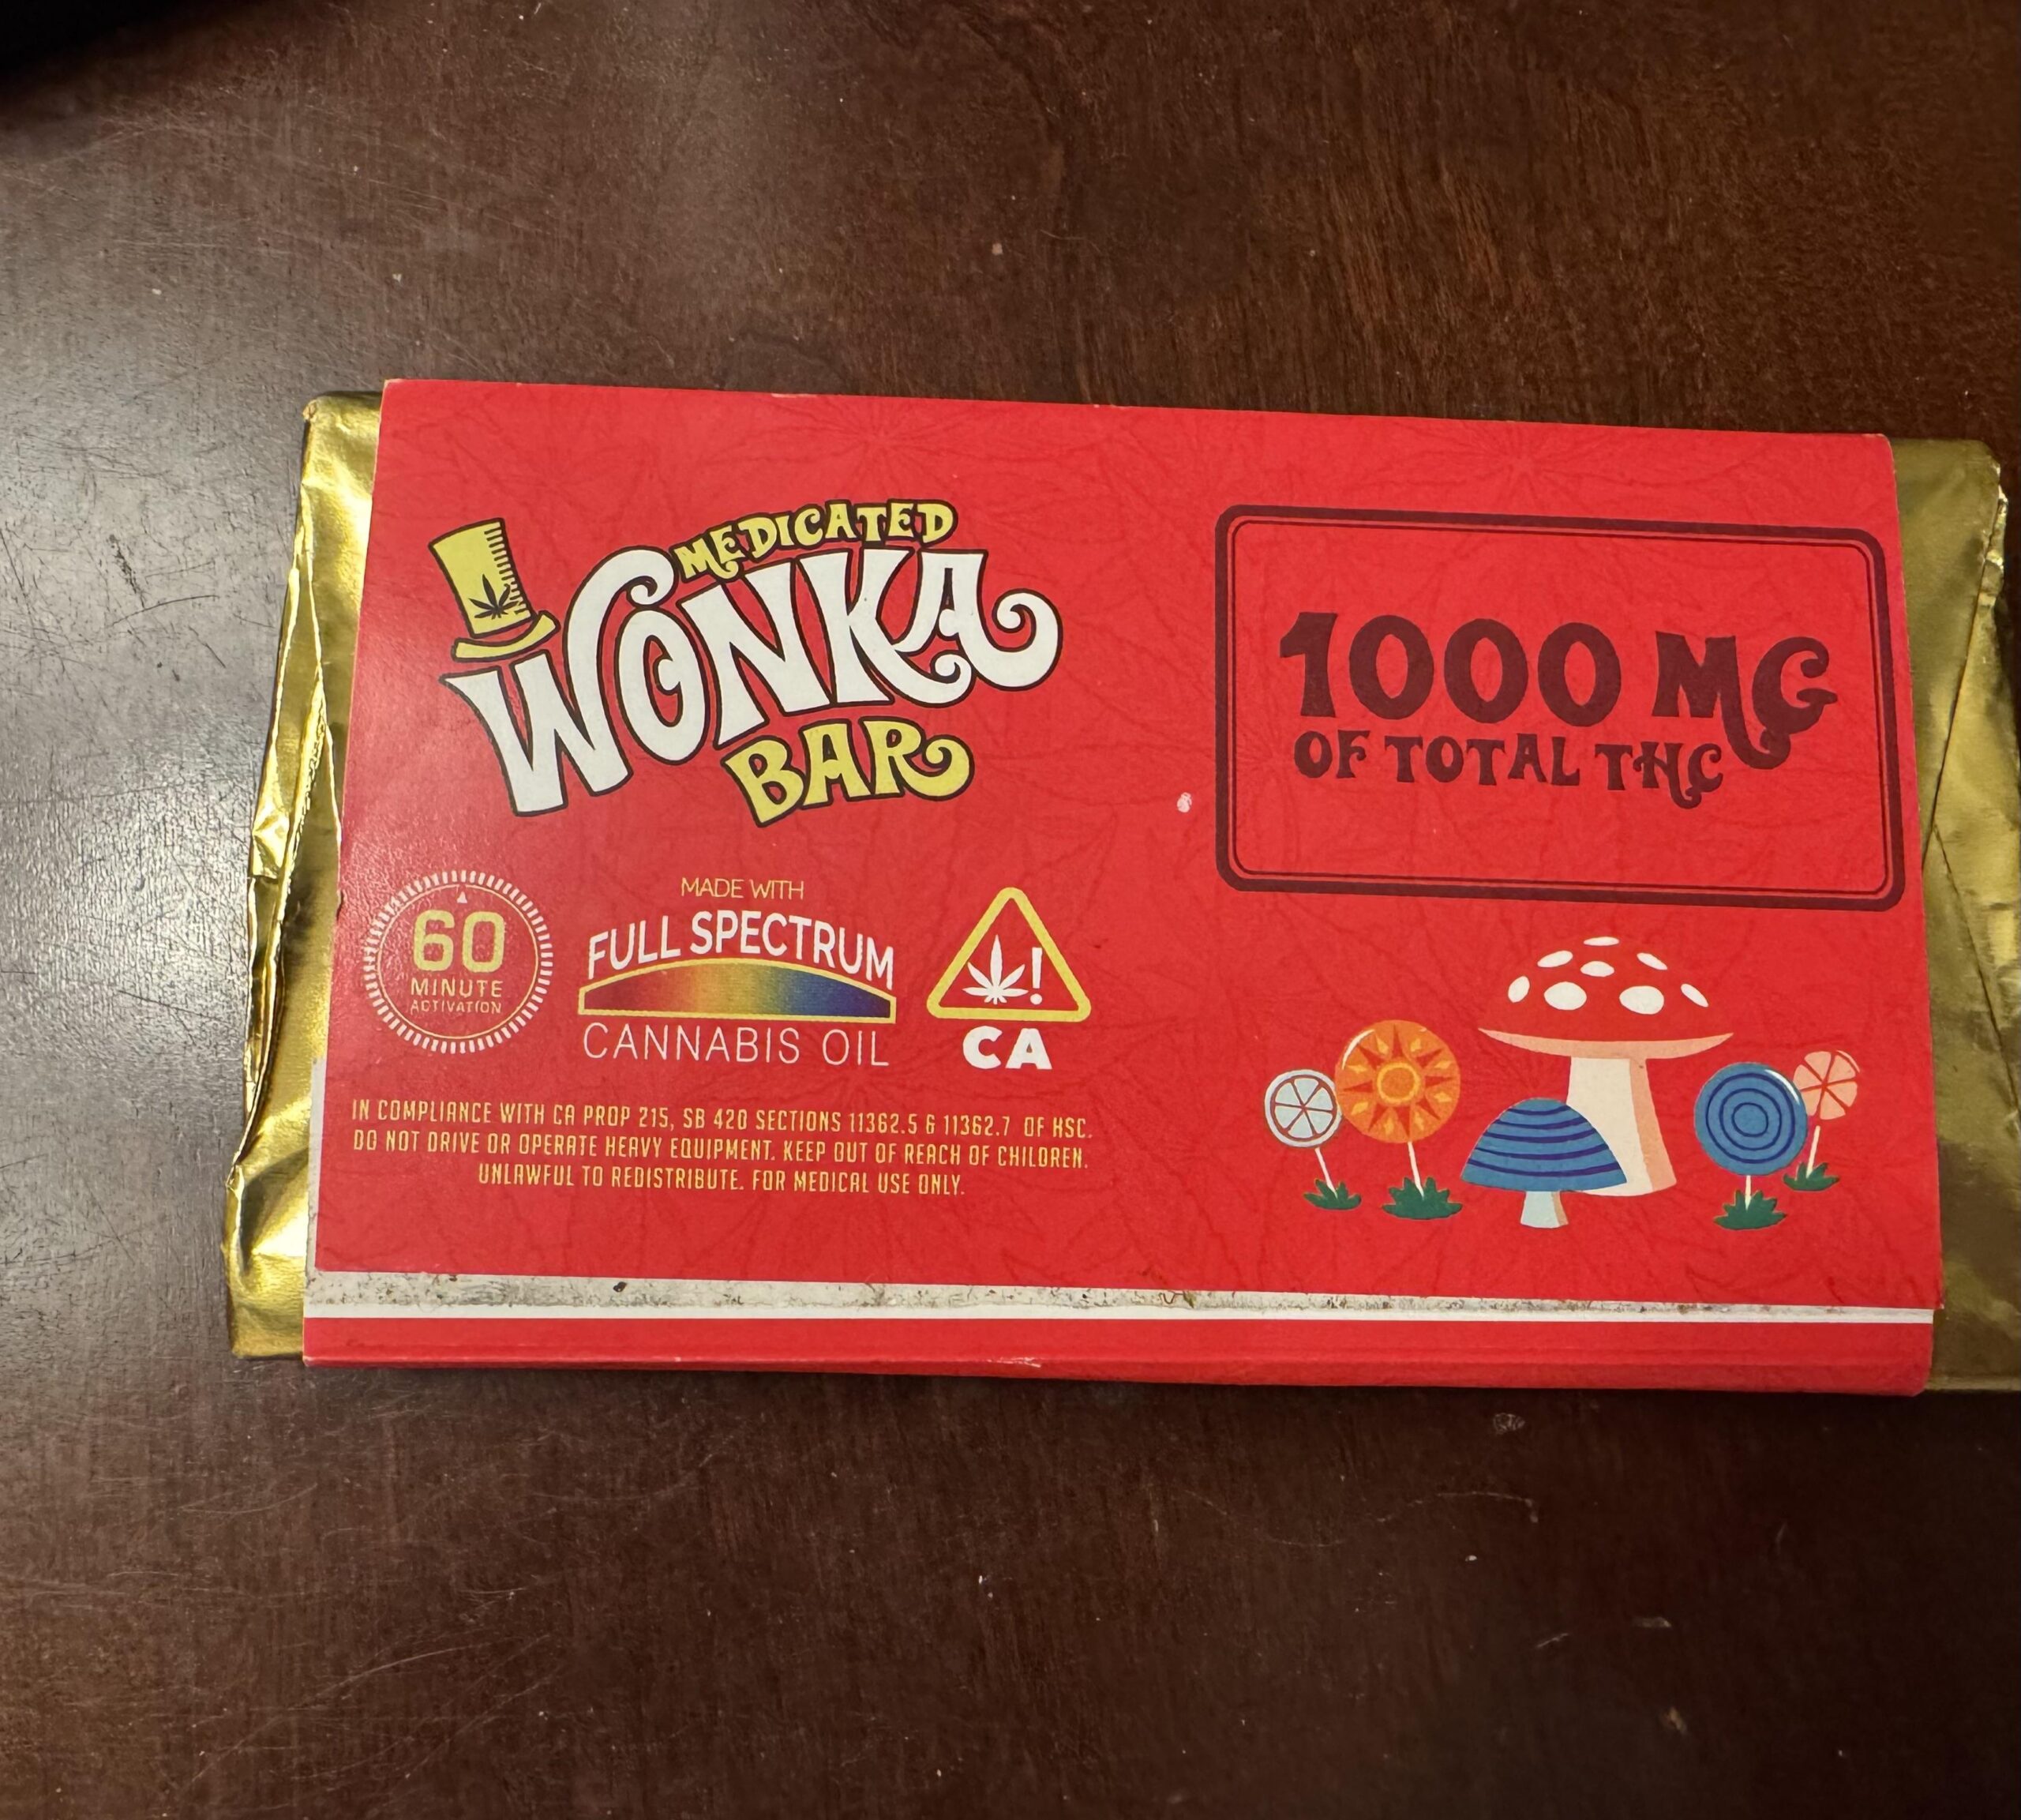 MEDICATED
WONKA
BAR
1000 MG
OF TOTAL THC
60
MINUTE
ACTIVATION
MADE WITH
FULL SPECTRUM
CANNABIS OIL
!
CA
IN COMPLIANCE WITH CA PROP 215, SB 420 SECTIONS 11362.5 & 11362.7 OF HSC.
DO NOT DRIVE OR OPERATE HEAVY EQUIPMENT. KEEP OUT OF REACH OF CHILDREN.
UNLAWFUL TO REDISTRIBUTE. FOR MEDICAL USE ONLY.